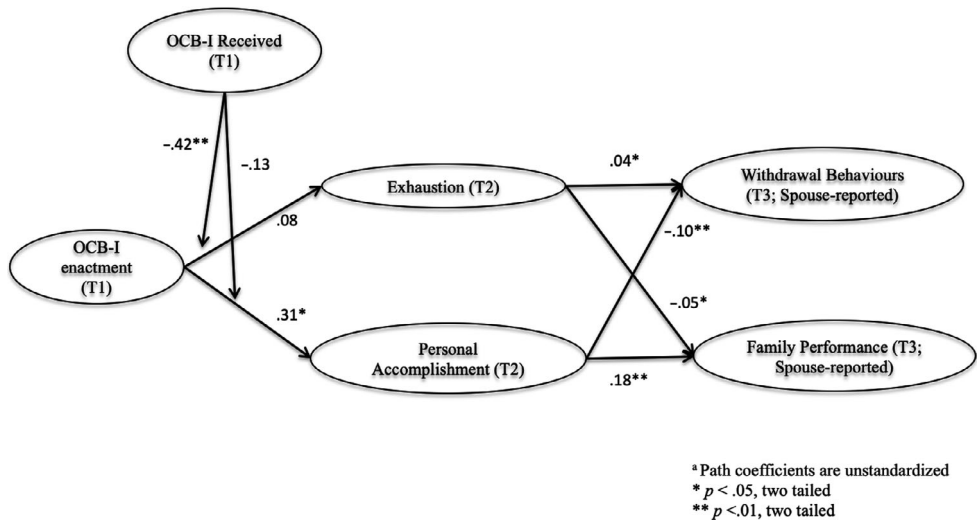 OCB-I Received
(T1)
−.42**
−.13
Exhaustion (T2)
.04*
Withdrawal Behaviours
(T3; Spouse-reported)
.08
−.10**
OCB-I
enactment
(T1)
.31*
−.05*
Personal
Accomplishment (T2)
.18**
Family Performance (T3;
Spouse-reported)
ᵃ Path coefficients are unstandardized
* p < .05, two tailed
** p <.01, two tailed